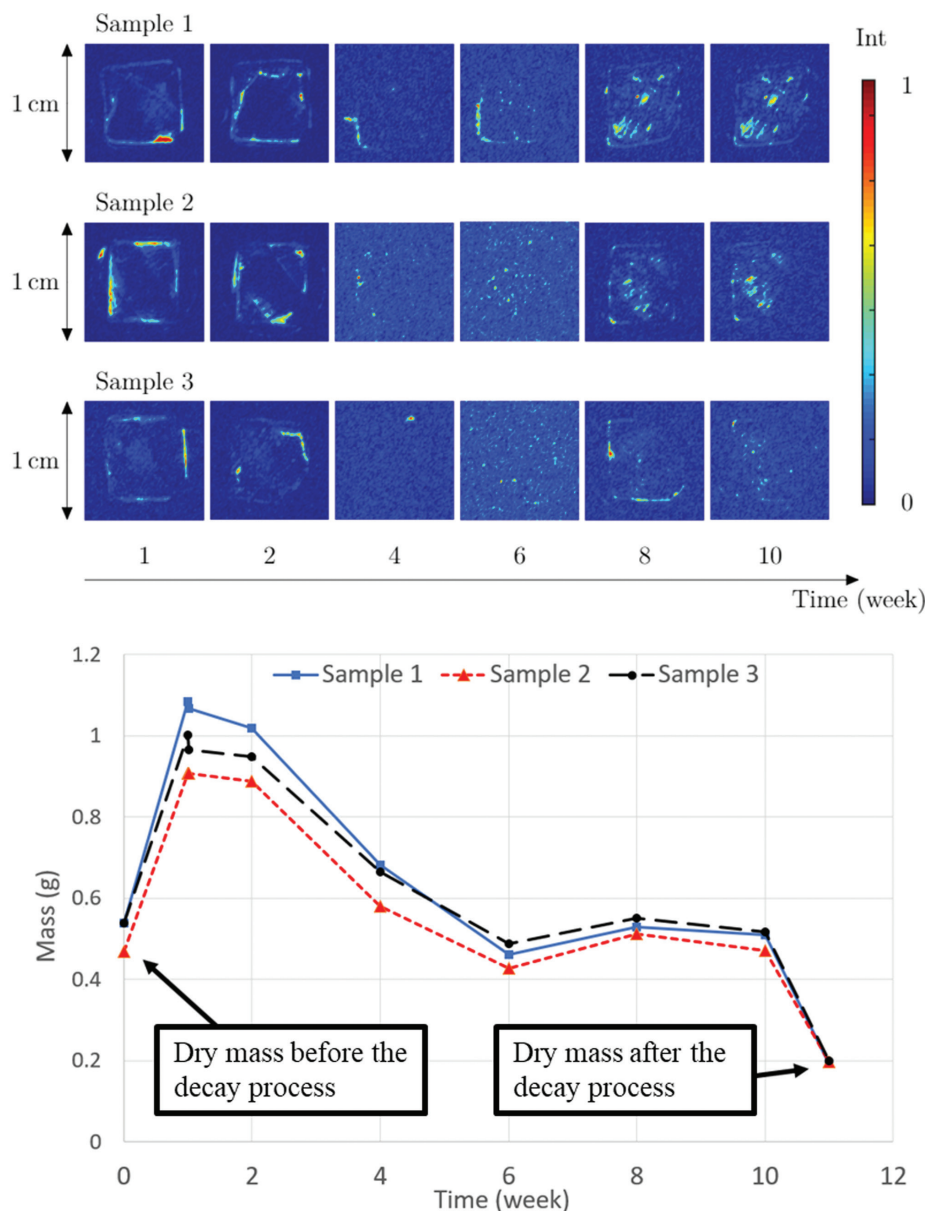 Sample 1
Int
1 cm
1
Sample 2
1 cm
Sample 3
1 cm
0
1 2 4 6 8 10
Time (week)
1.2
Sample 1 Sample 2 Sample 3
1
0.8
0.6
Mass (g)
0.4
Dry mass before the
decay process
Dry mass after the
decay process
0.2
0
0 2 4 6 8 10 12
Time (week)